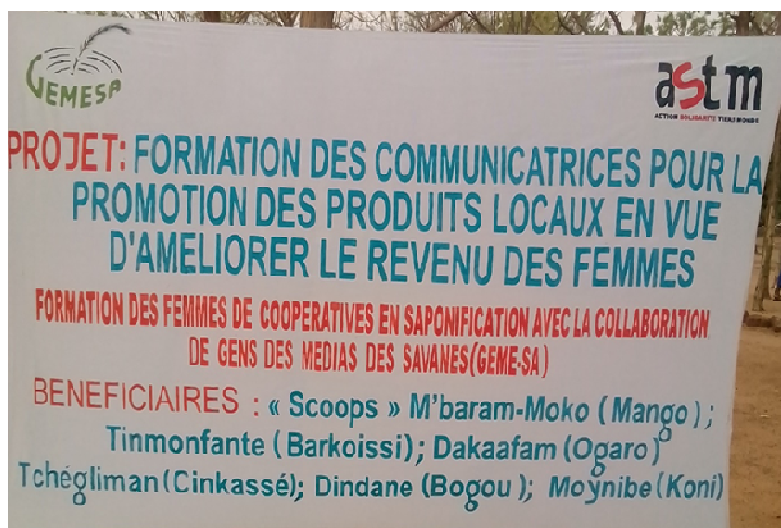 GEMESA
astm
ACTION SOLIDARITE TIERS MONDE
PROJET: FORMATION DES COMMUNICATRICES POUR LA
PROMOTION DES PRODUITS LOCAUX EN VUE
D'AMELIORER LE REVENU DES FEMMES
FORMATION DES FEMMES DE COOPERATIVES EN SAPONIFICATION AVEC LA COLLABORATION
DE GENS DES MEDIAS DES SAVANES(GEME-SA)
BENEFICIAIRES : « Scoops » M'baram-Moko (Mango) ;
Tinmonfante (Barkoissi); Dakaafam (Ogaro)
Tchégliman (Cinkassé); Dindane (Bogou); Moynibe (Koni)